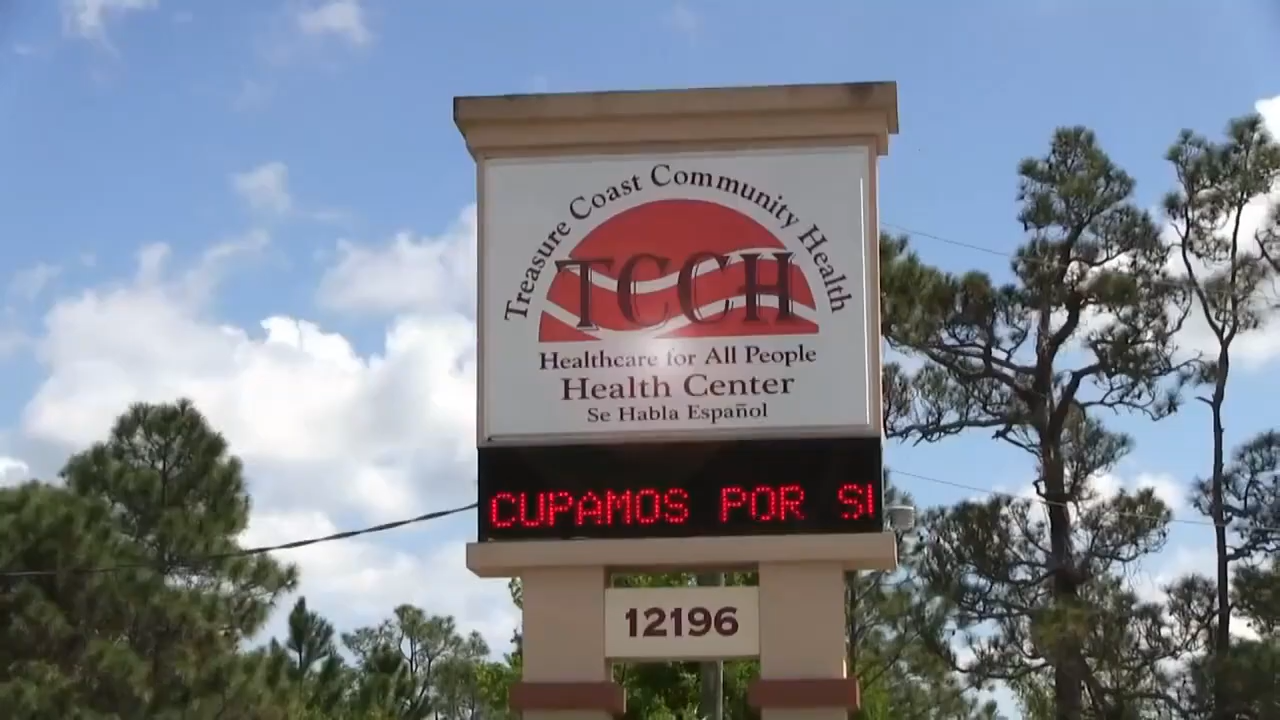 Treasure Coast Community Health
TCCH
Healthcare for All People
Health Center
Se Habla Español
CUPAMOS POR SI
12196